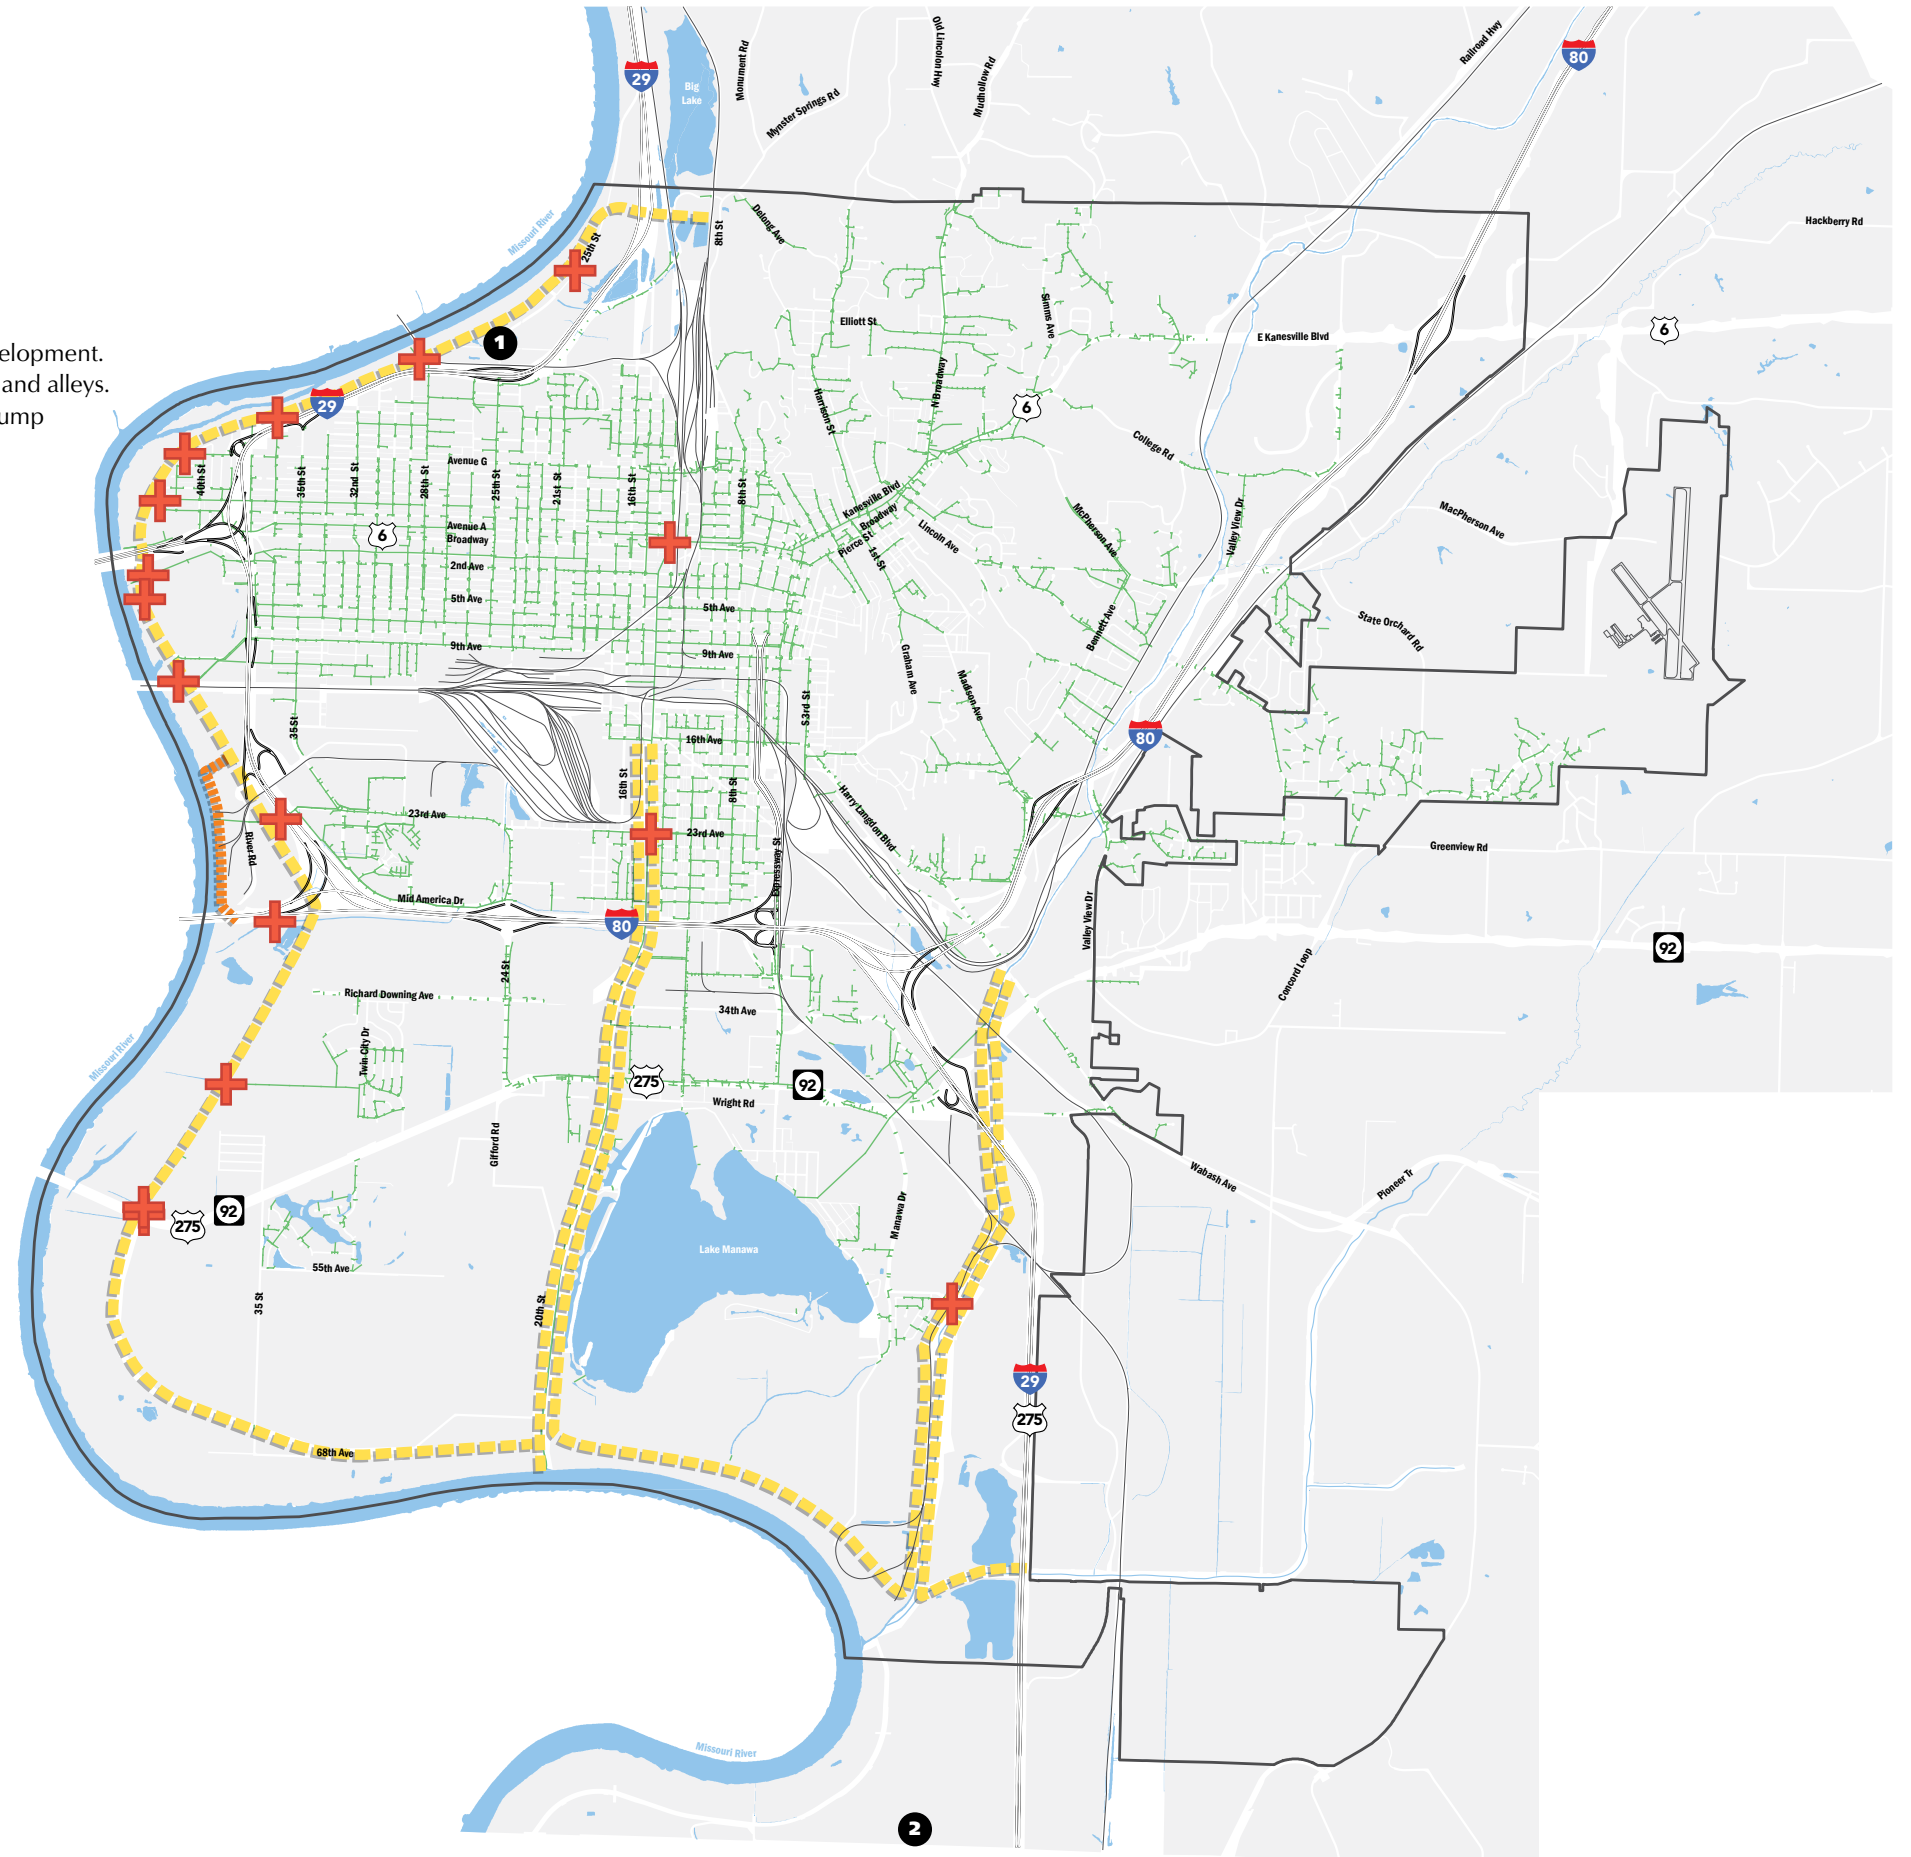 29
80
Big
Lake
Monument Rd
Mynster Springs Rd
Old Lincolon Hwy
Mudhollow Rd
Railroad Hwy
Hackberry Rd
Missouri River
25th St
8th St
Delong Ave
Simms Ave
Elliott St
E Kanesville Blvd
6
1
elopment.
and alleys.
ump
29
N Broadway
Harrison St
6
College Rd
40th St
35th St
32nd St
Avenue G
28th St
25th St
21st St
16th St
8th St
Kanesville Blvd
Broadway
Pierce St
1st St
Lincoln Ave
McPherson Ave
Valley View Dr
MacPherson Ave
6
Avenue A
Broadway
2nd Ave
5th Ave
5th Ave
9th Ave
9th Ave
Graham Ave
Madison Ave
Bennett Ave
State Orchard Rd
35St
S 3rd St
16th Ave
80
16th St
8th St
Harry Langdon Blvd
23rd Ave
23rd Ave
River Rd
Expressway St
Greenview Rd
Mid America Dr
80
Valley View Dr
92
24 St
Concord Loop
Richard Downing Ave
34th Ave
Twin City Dr
Missouri River
275
92
Wright Rd
Gifford Rd
Wabash Ave
Pioneer Tr
Manawa Dr
92
275
Lake Manawa
55th Ave
35 St
20th St
29
275
68th Ave
Missouri River
2